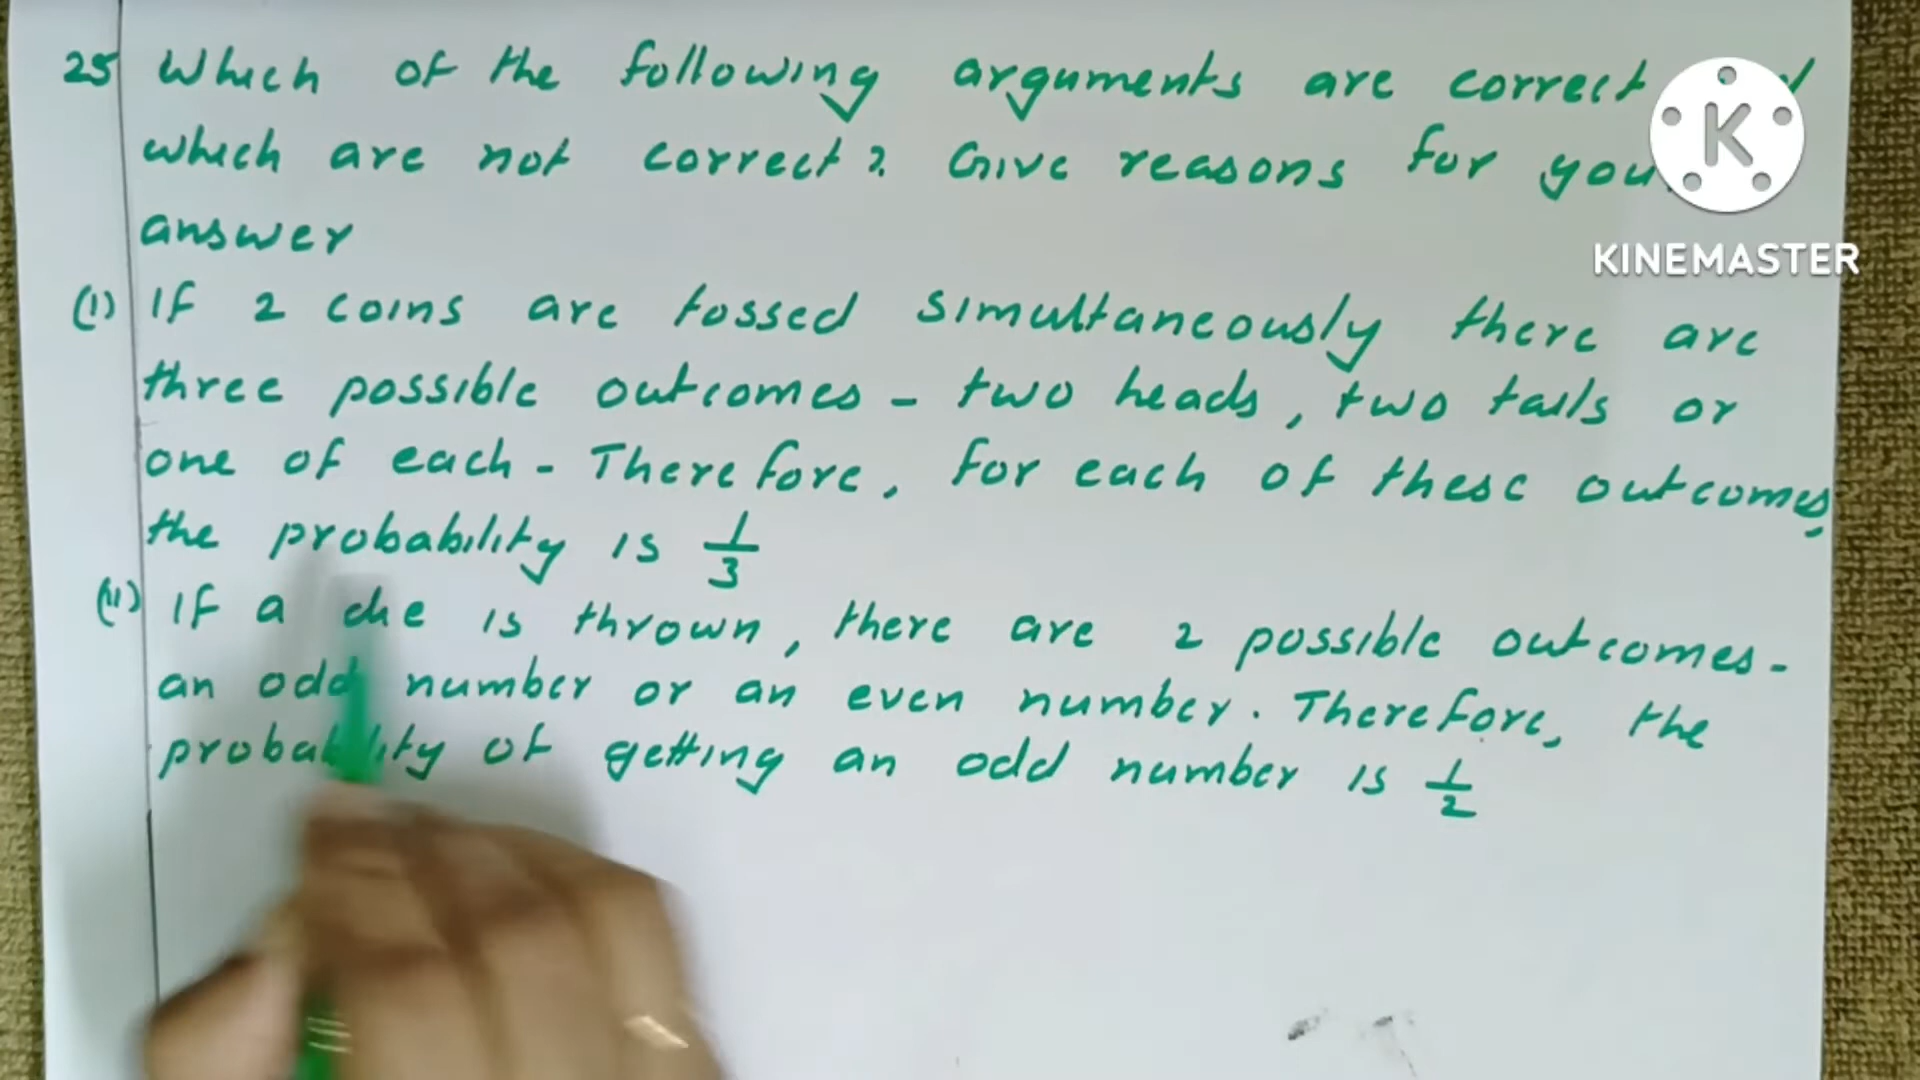 25 Which of the following arguments are correct
which are not correct? Give reasons for you
answer
(i) If 2 coins are tossed simultaneously there are
three possible outcomes - two heads, two tails or
one of each - Therefore, for each of these outcomes,
the probability is 1/3
(ii) If a die is thrown, there are 2 possible outcomes -
an odd number or an even number. Therefore, the
probability of getting an odd number is 1/2
K
KINEMASTER